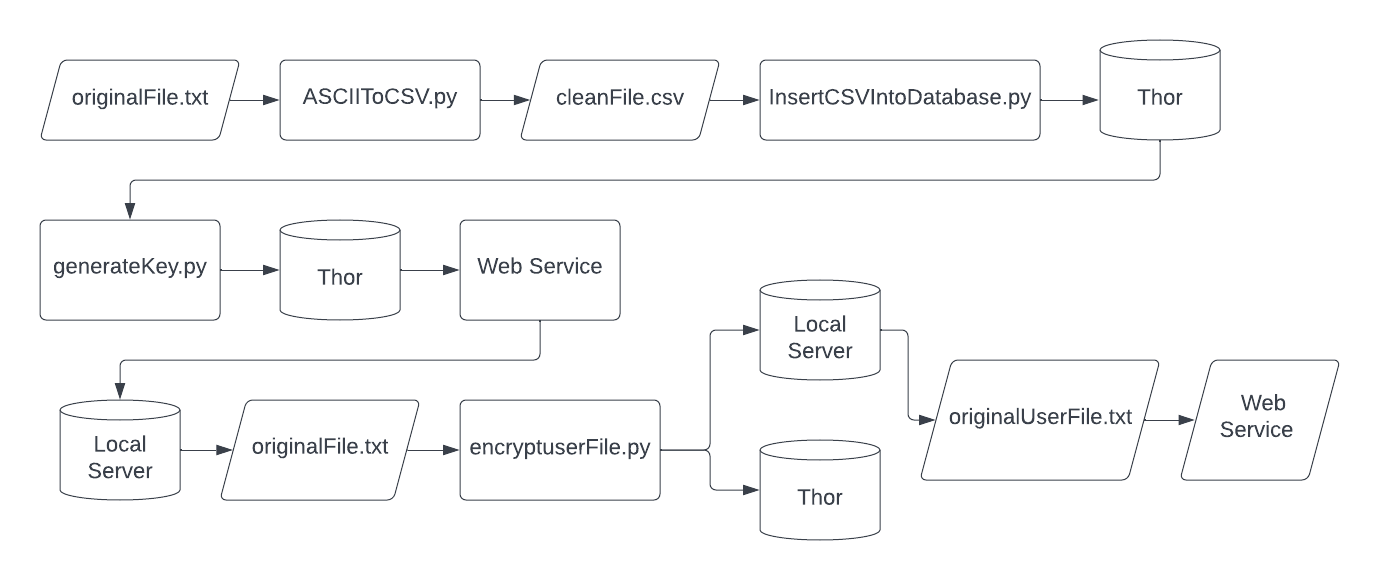 originalFile.txt
ASCIIToCSV.py
cleanFile.csv
InsertCSVIntoDatabase.py
Thor
generateKey.py
Thor
Web Service
Local
Server
originalFile.txt
encryptuserFile.py
Local
Server
Thor
originalUserFile.txt
Web
Service